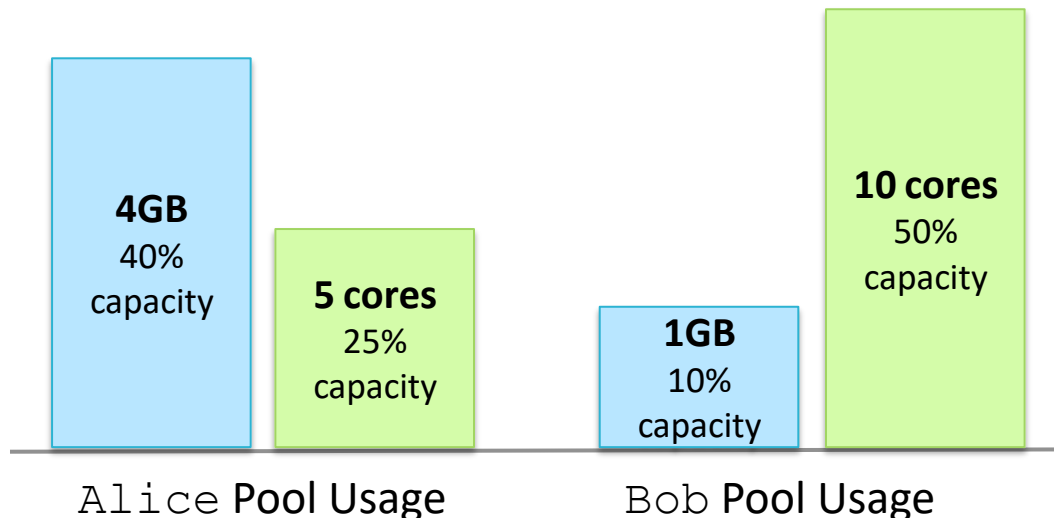 4GB
40%
capacity
5 cores
25%
capacity
1GB
10%
capacity
10 cores
50%
capacity
Alice Pool Usage
Bob Pool Usage